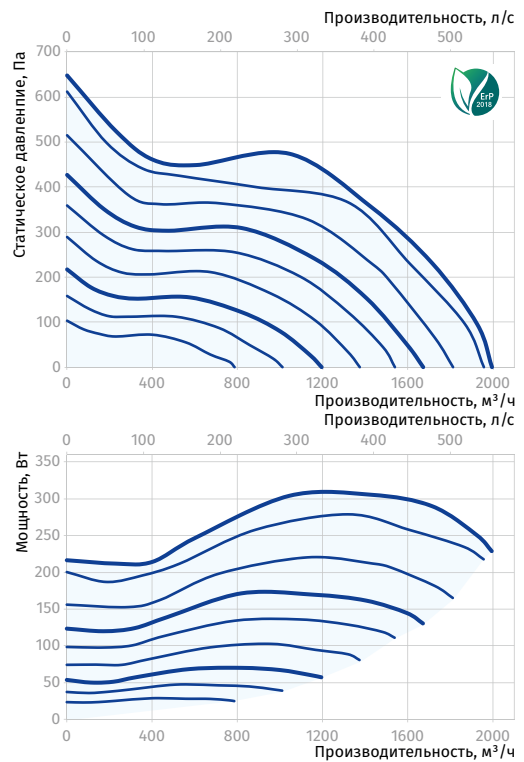 Производительность, л/с
0 100 200 300 400 500
Статическое давленпие, Па
700
600
500
400
300
200
100
0
ErP
2018
0 400 800 1200 1600 2000
Производительность, м³/ч
Производительность, л/с
0 100 200 300 400 500
Мощность, Вт
350
300
250
200
150
100
50
0
0 400 800 1200 1600 2000
Производительность, м³/ч